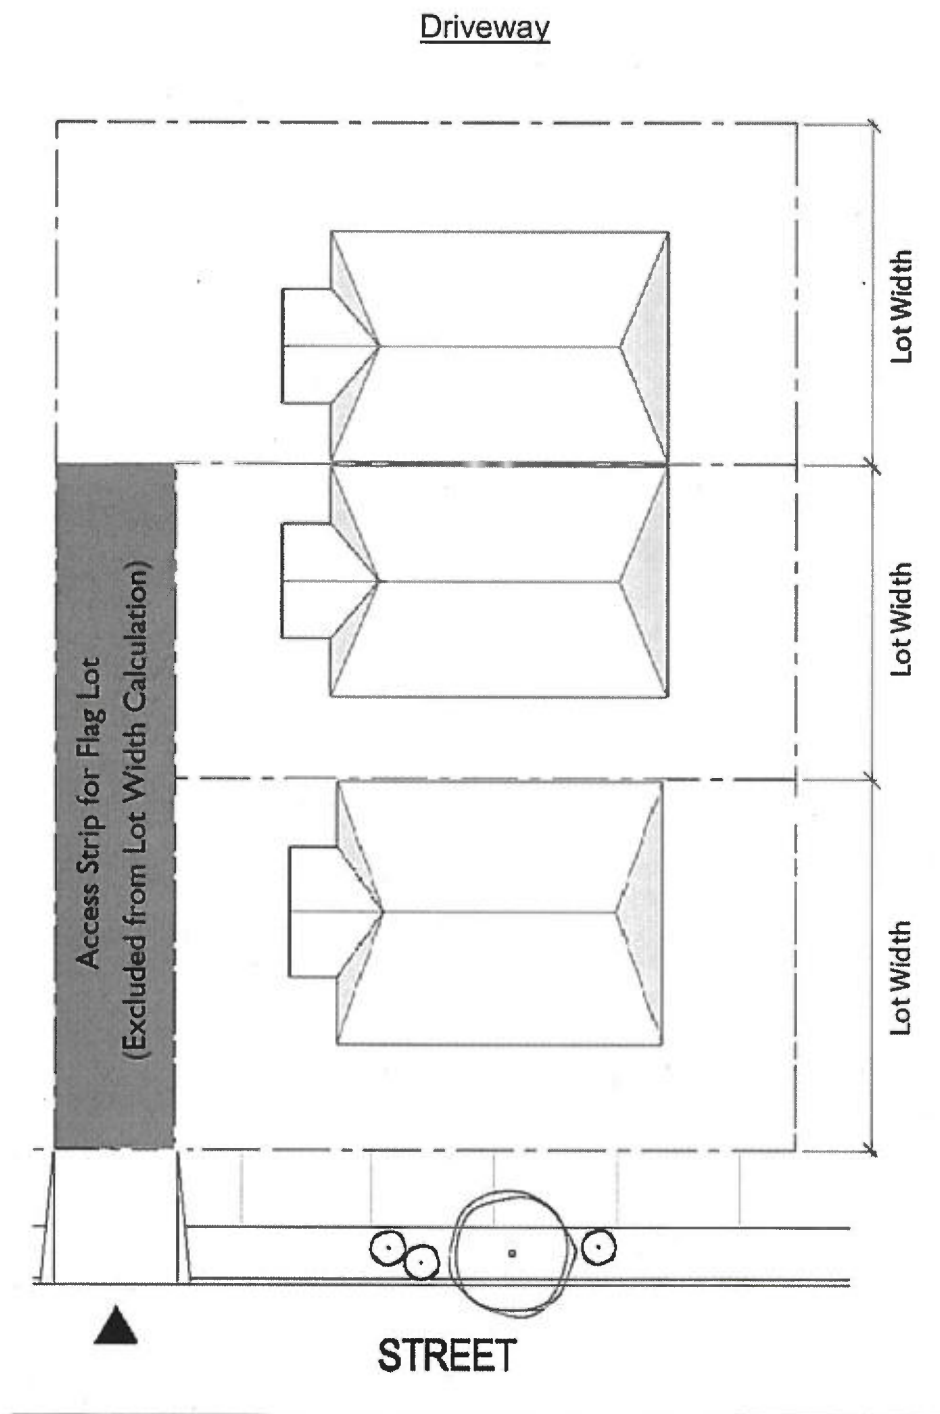 Driveway
Lot Width
Lot Width
Access Strip for Flag Lot
(Excluded from Lot Width Calculation)
Lot Width
STREET